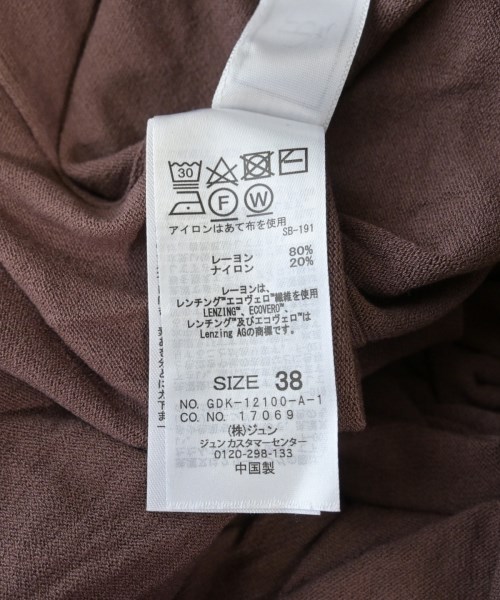 30
F W
アイロンはあて布を使用
SB-191
レーヨン 80%
ナイロン 20%
レーヨンは、
レンチング™エコヴェロ™繊維を使用
LENZING™、ECOVERO™、
レンチング™及びエコヴェロ™は
Lenzing AGの商標です。
SIZE 38
NO. GDK-12100-A-1
CO. NO. 17069
(株)ジュン
ジュンカスタマーセンター
0120-298-133
中国製